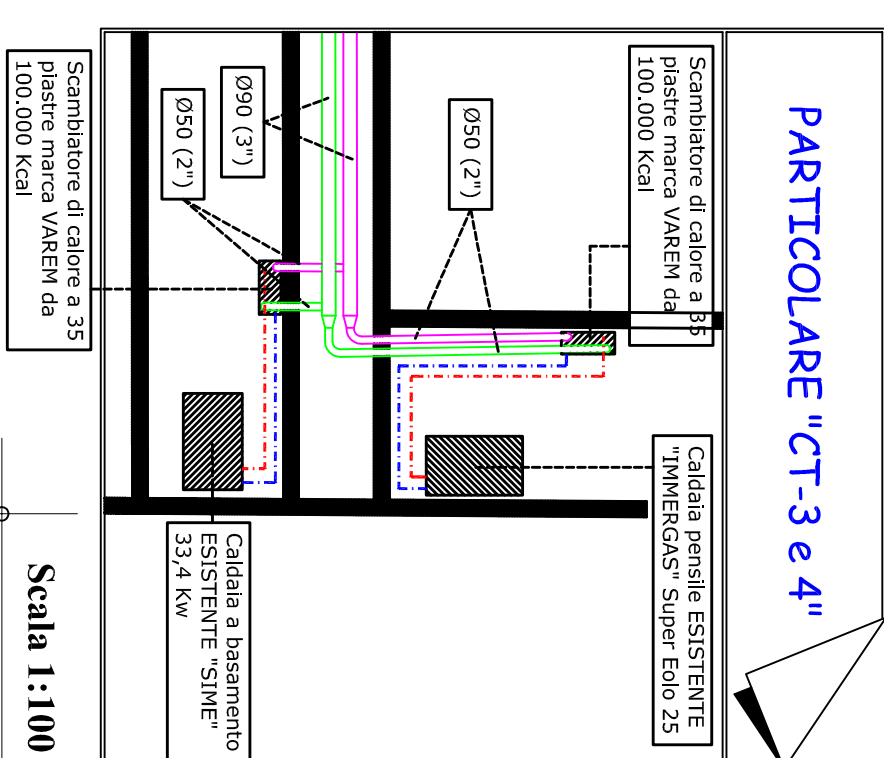 PARTICOLARE "CT-3 e 4"
Scambiatore di calore a 35
piastre marca VAREM da
100.000 Kcal
Caldaia pensile ESISTENTE
"IMMERGAS" Super Eolo 25
Ø50 (2")
Ø90 (3")
Ø50 (2")
Caldaia a basamento
ESISTENTE "SIME"
33,4 Kw
Scambiatore di calore a 35
piastre marca VAREM da
100.000 Kcal
Scala 1:100